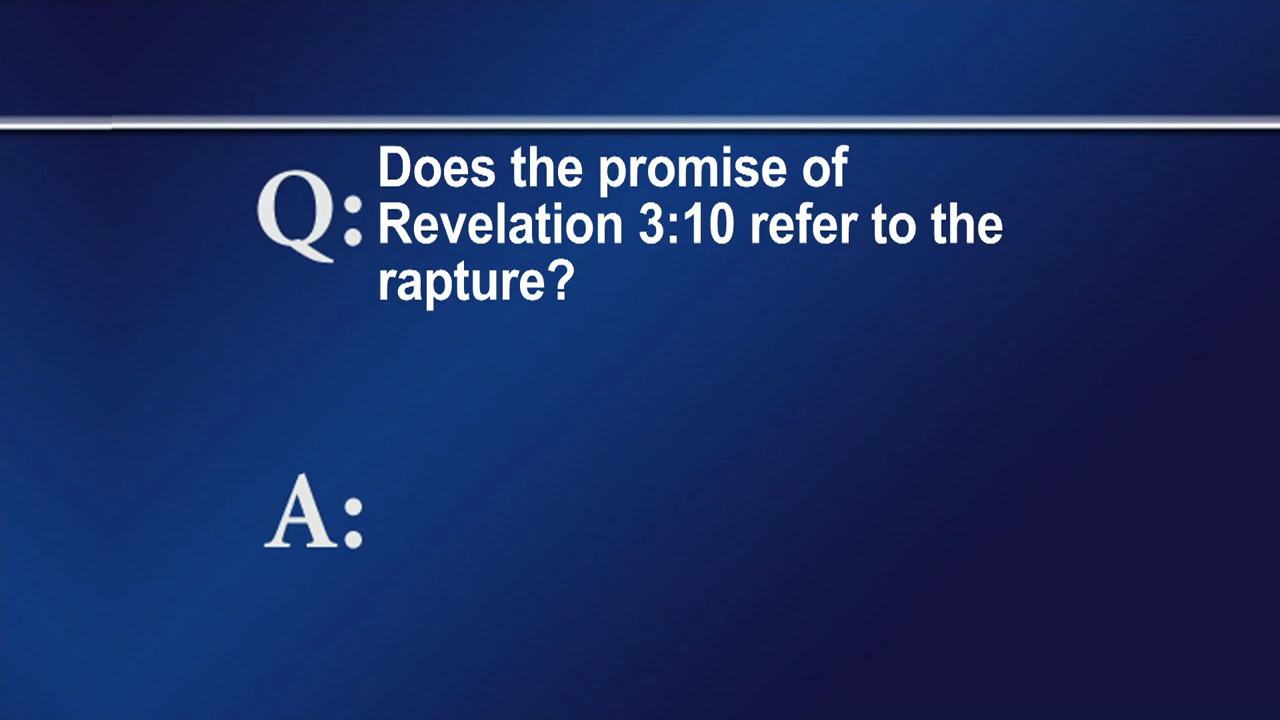 Q: Does the promise of
Revelation 3:10 refer to the
rapture?
A: